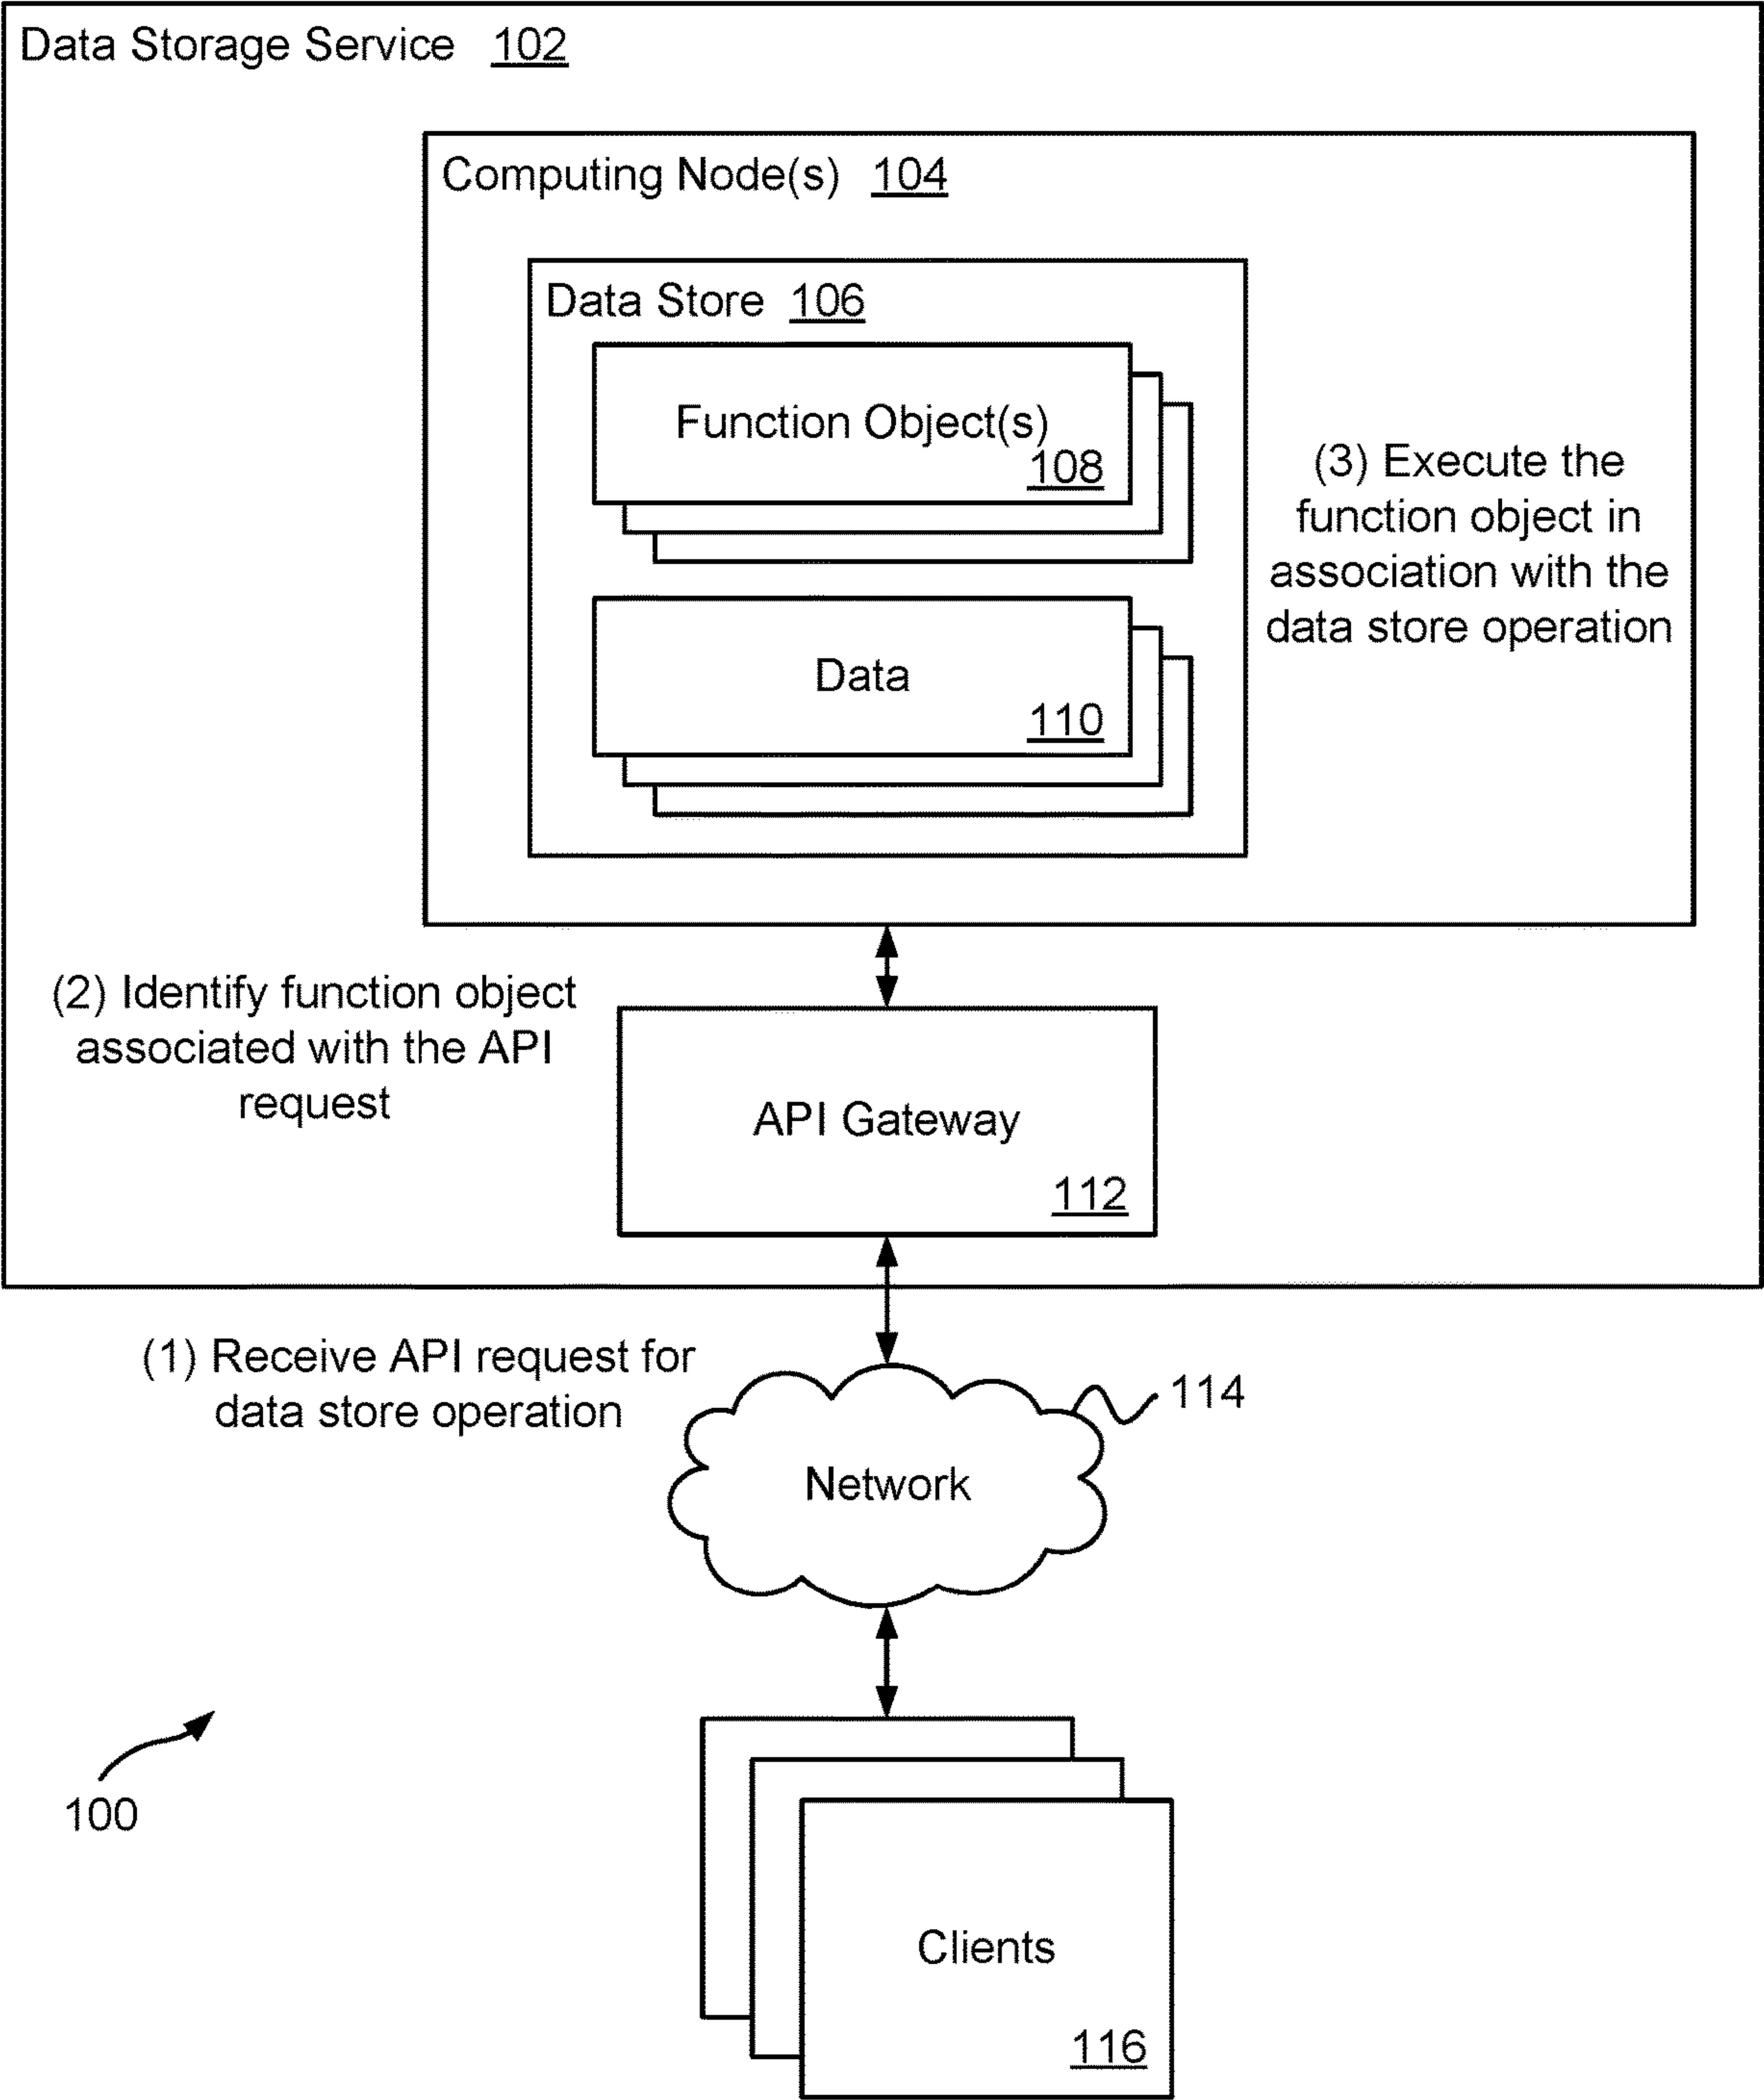 Data Storage Service 102
Computing Node(s) 104
Data Store 106
Function Object(s)
108
(3) Execute the
function object in
association with the
data store operation
Data
110
(2) Identify function object
associated with the API
request
API Gateway
112
(1) Receive API request for
data store operation
114
Network
100
Clients
116